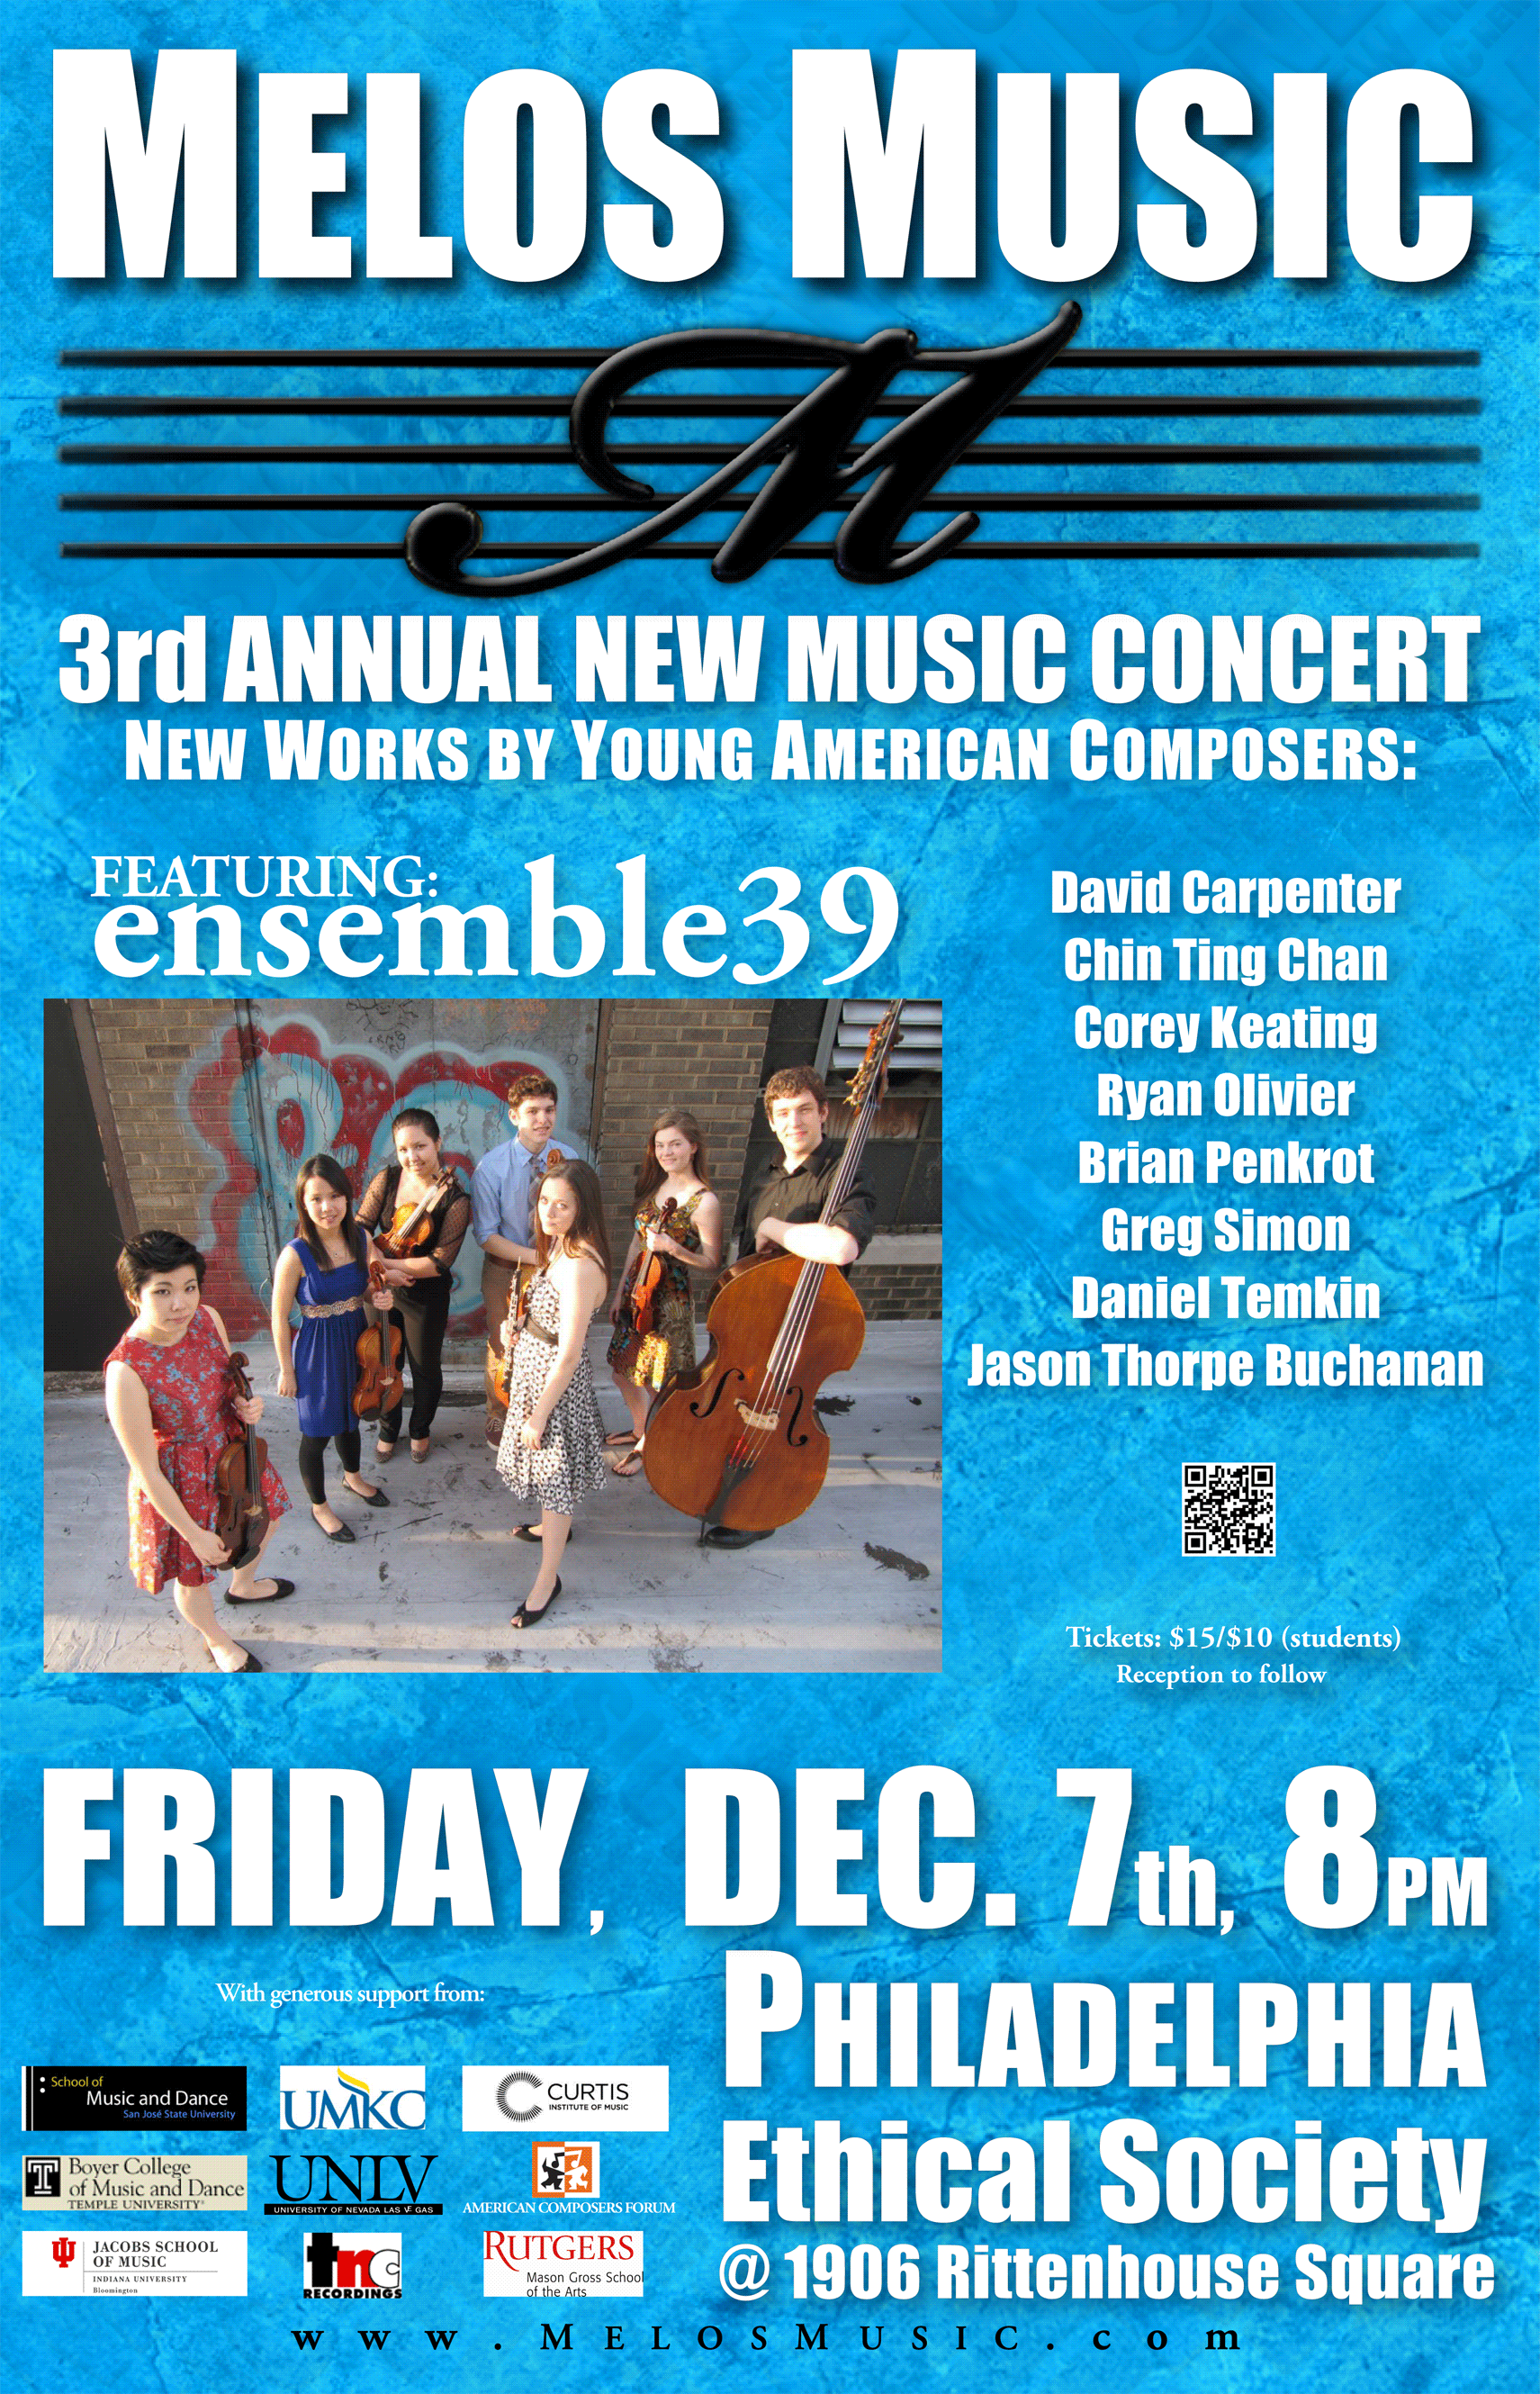 MELOS MUSIC
M
3rd ANNUAL NEW MUSIC CONCERT
NEW WORKS BY YOUNG AMERICAN COMPOSERS:
FEATURING:
ensemble39
David Carpenter
Chin Ting Chan
Corey Keating
Ryan Olivier
Brian Penkrot
Greg Simon
Daniel Temkin
Jason Thorpe Buchanan
Tickets: $15/$10 (students)
Reception to follow
FRIDAY, DEC. 7th, 8PM
PHILADELPHIA
Ethical Society
@ 1906 Rittenhouse Square
With generous support from:
School of
Music and Dance
San José State University
UMKC
CURTIS
INSTITUTE OF MUSIC
T
Boyer College
of Music and Dance
TEMPLE UNIVERSITY®
UNLV
UNIVERSITY OF NEVADA LAS VEGAS
AMERICAN COMPOSERS FORUM
JACOBS SCHOOL
OF MUSIC
INDIANA UNIVERSITY
Bloomington
tnc
RECORDINGS
RUTGERS
Mason Gross School
of the Arts
www.MELOSMUSIC.com